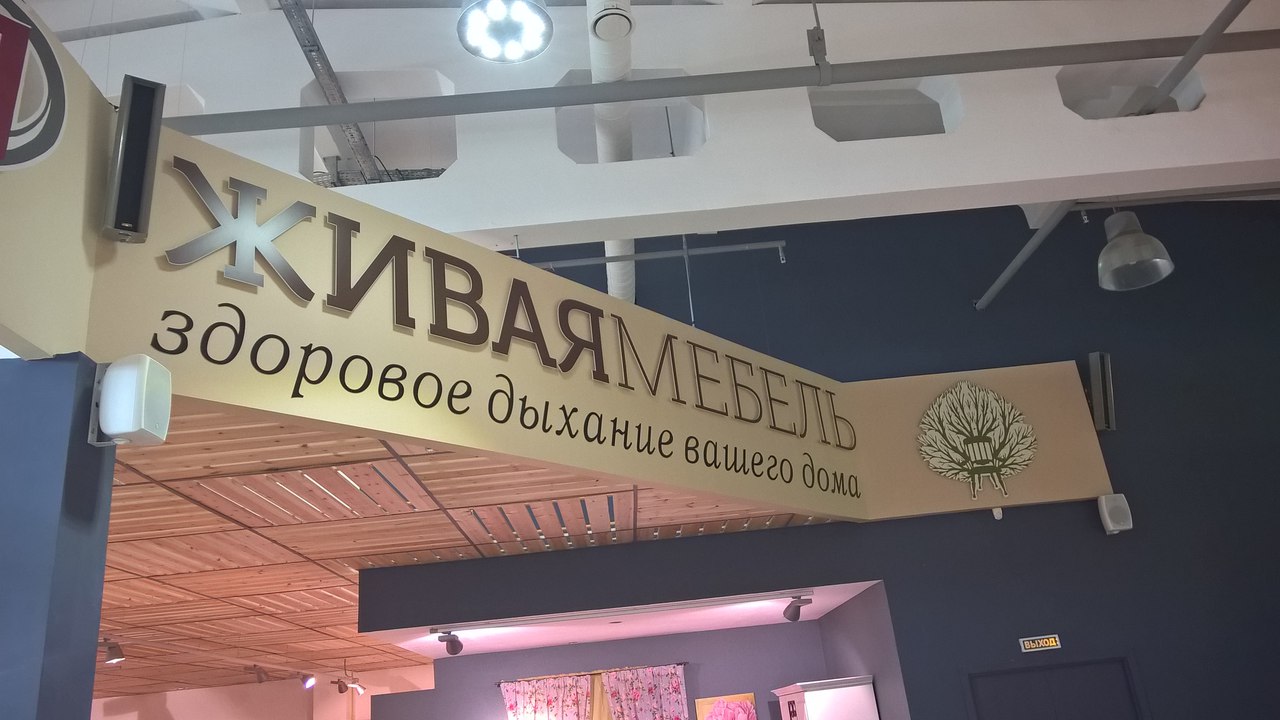 ЖИВАЯМЕБЕЛЬ
здоровое дыхание вашего дома
ВЫХОД